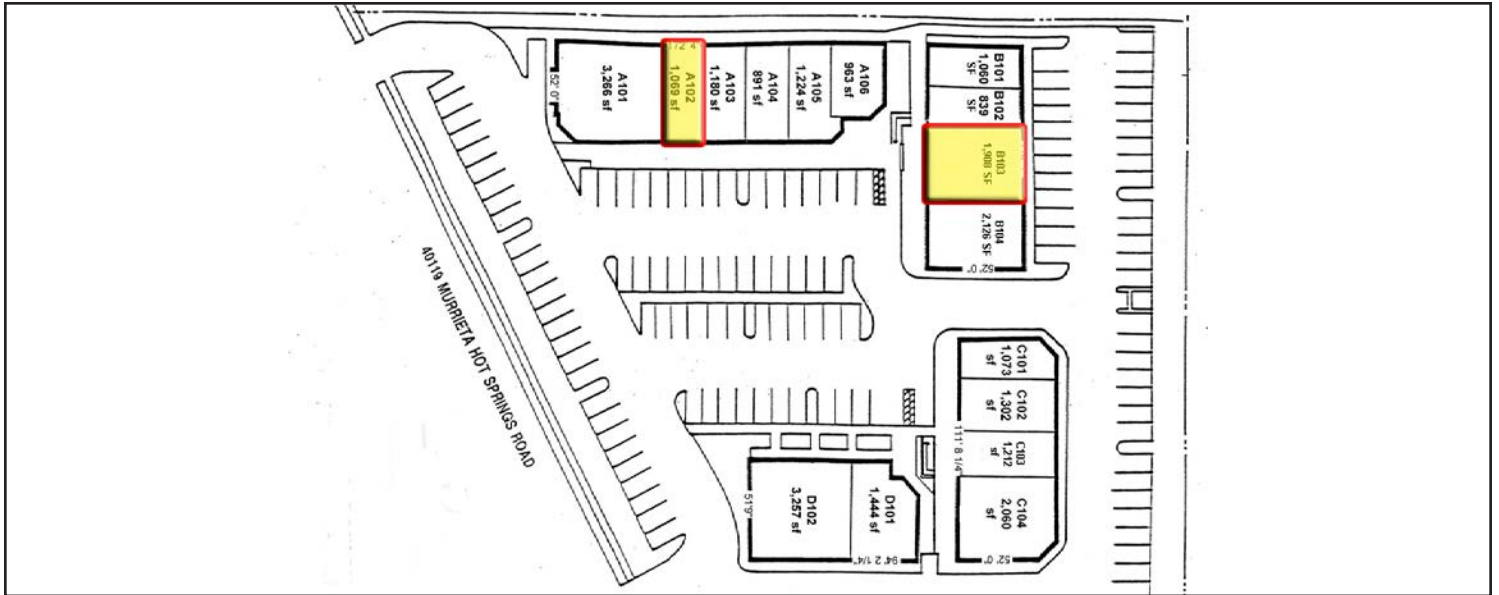 172' 4"
A101
3,266 sf
52' 0"
A102
1,069 sf
A103
1,180 sf
A104
891 sf
A105
1,224 sf
A106
963 sf
B101
1,060
SF
B102
839
SF
B103
1,908 SF
B104
2,126 SF
52' 0"
40119 MURRIETA HOT SPRINGS ROAD
C101
1,073
sf
C102
1,302
sf
C103
1,212
sf
C104
2,060
sf
111' 8 1/4"
52' 0"
D102
3,257 sf
51'9"
D101
1,444 sf
94' 2 1/4"